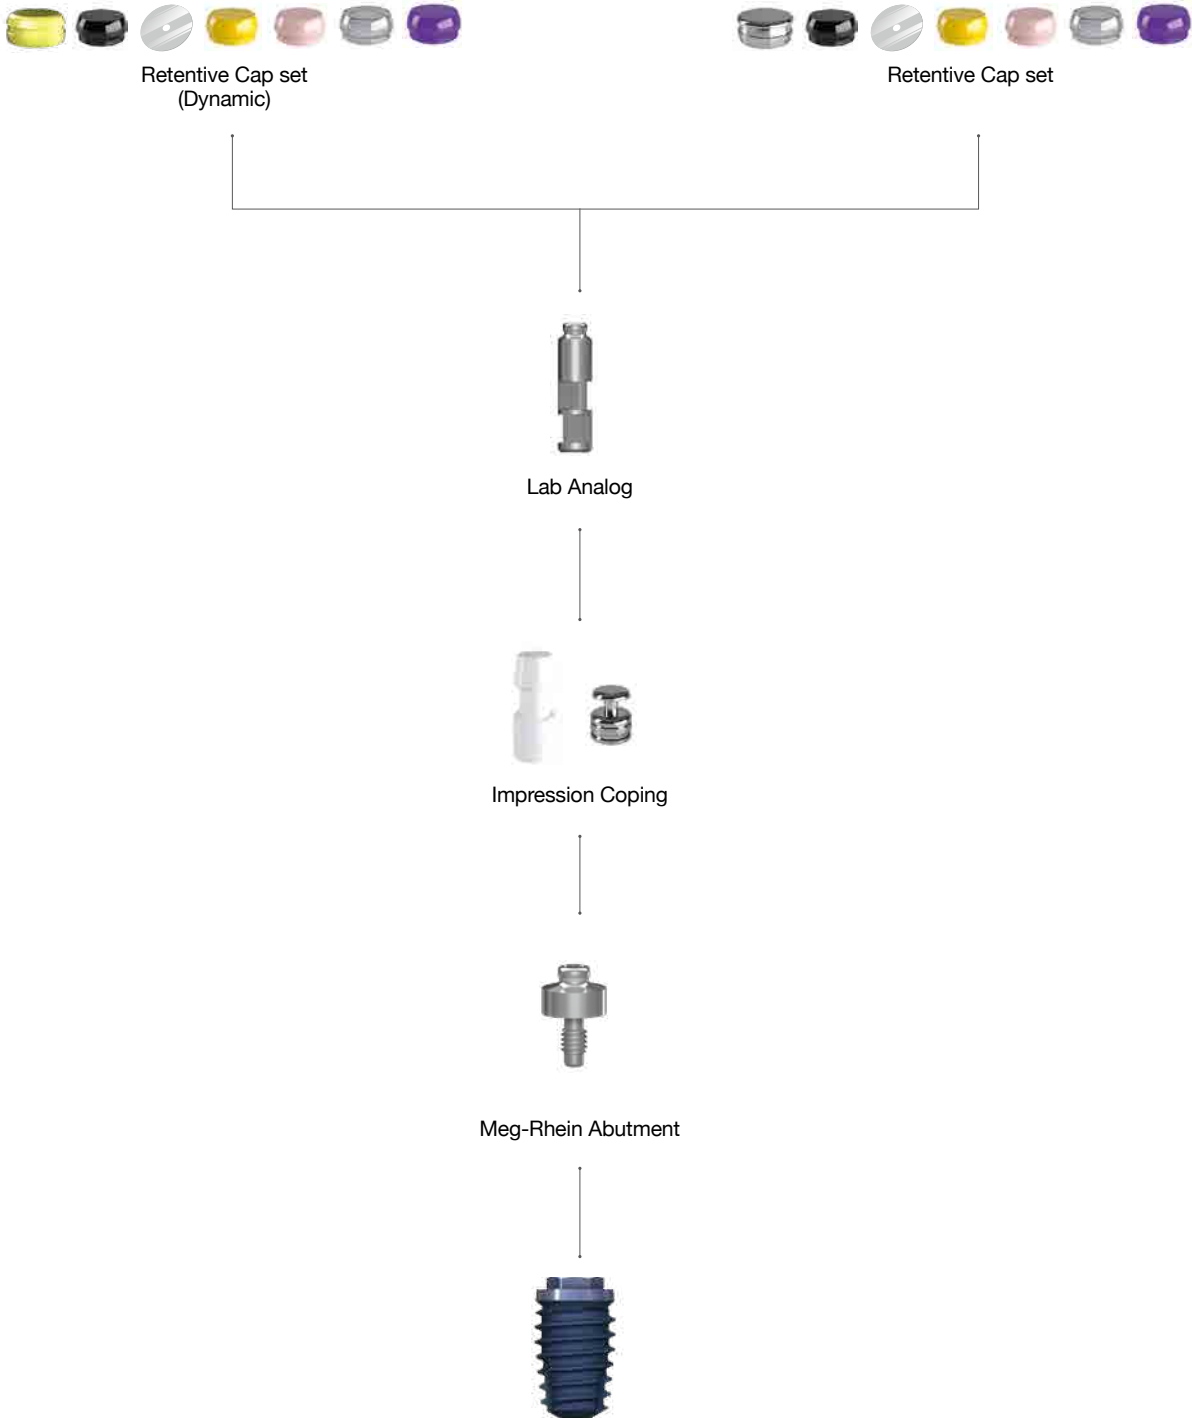 Retentive Cap set
(Dynamic)
Retentive Cap set
Lab Analog
Impression Coping
Meg-Rhein Abutment